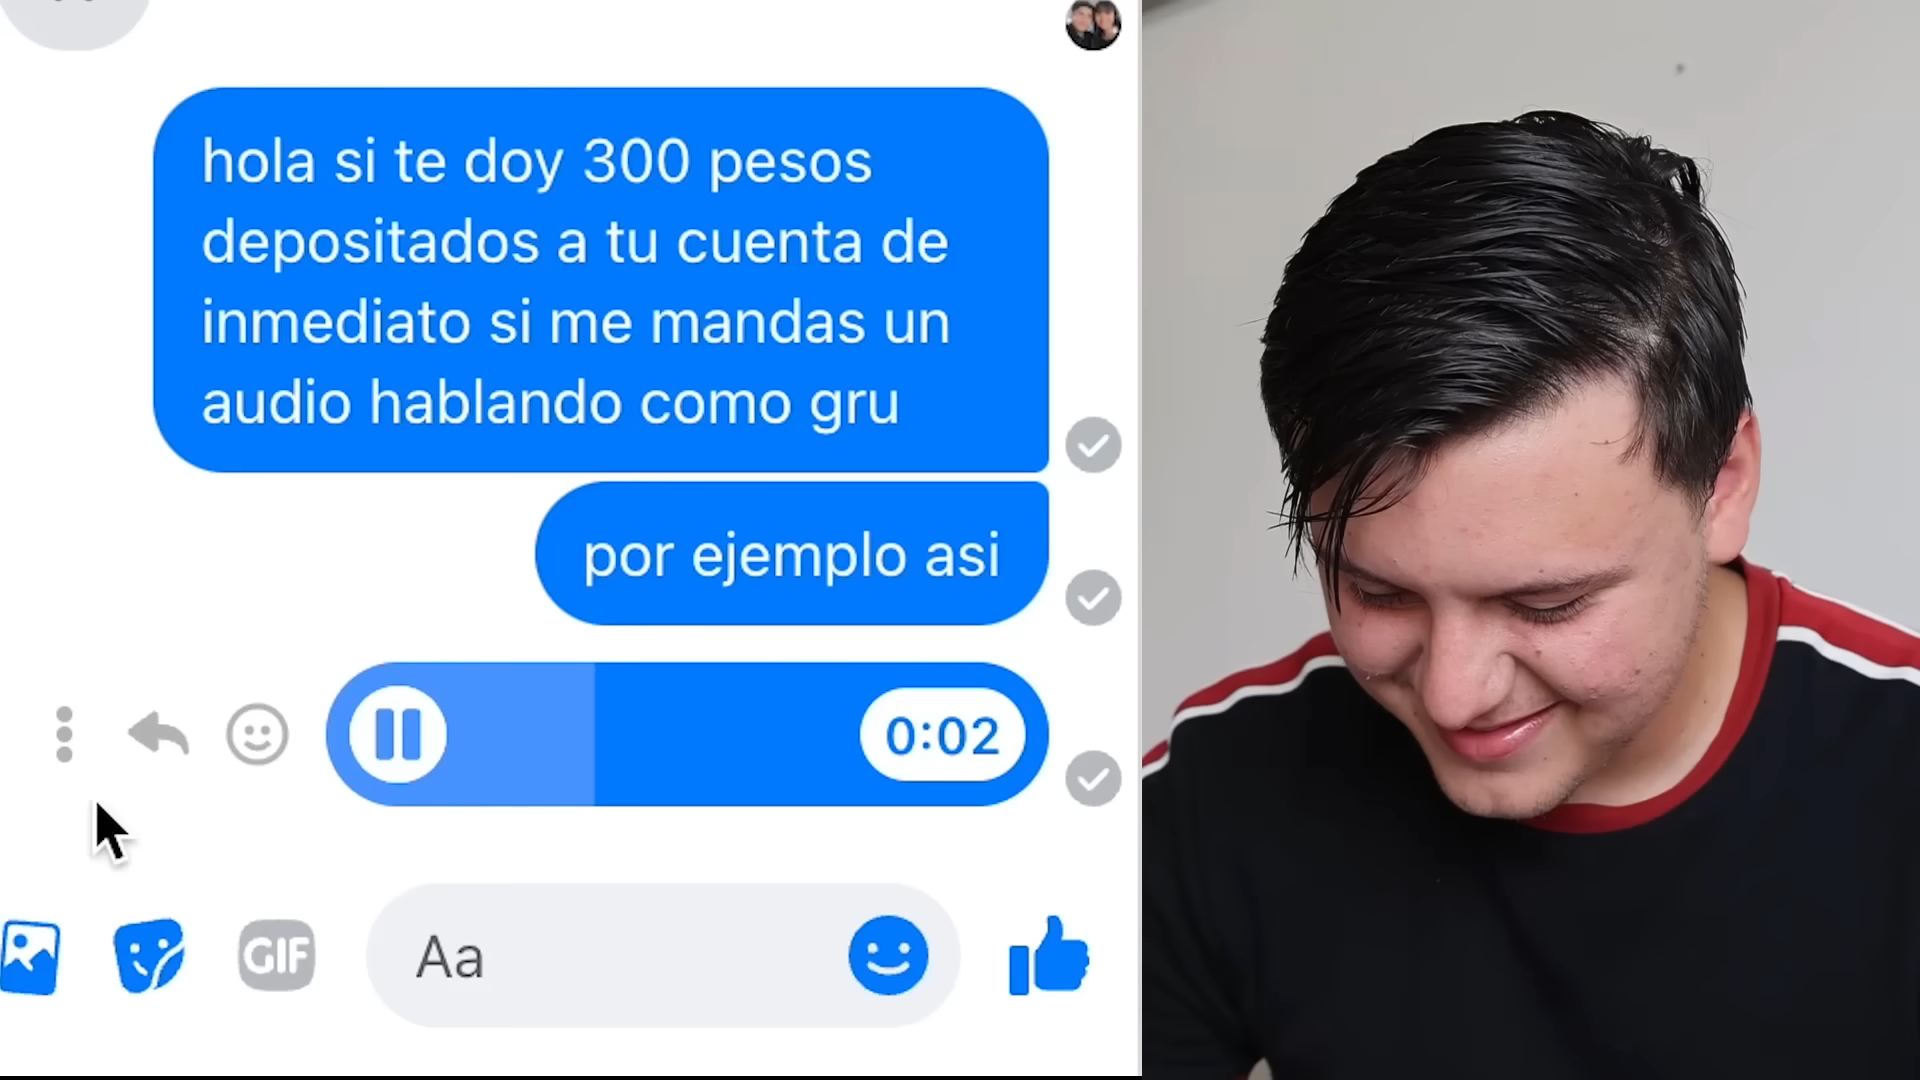 hola si te doy 300 pesos
depositados a tu cuenta de
inmediato si me mandas un
audio hablando como gru
por ejemplo asi
0:02
GIF
Aa